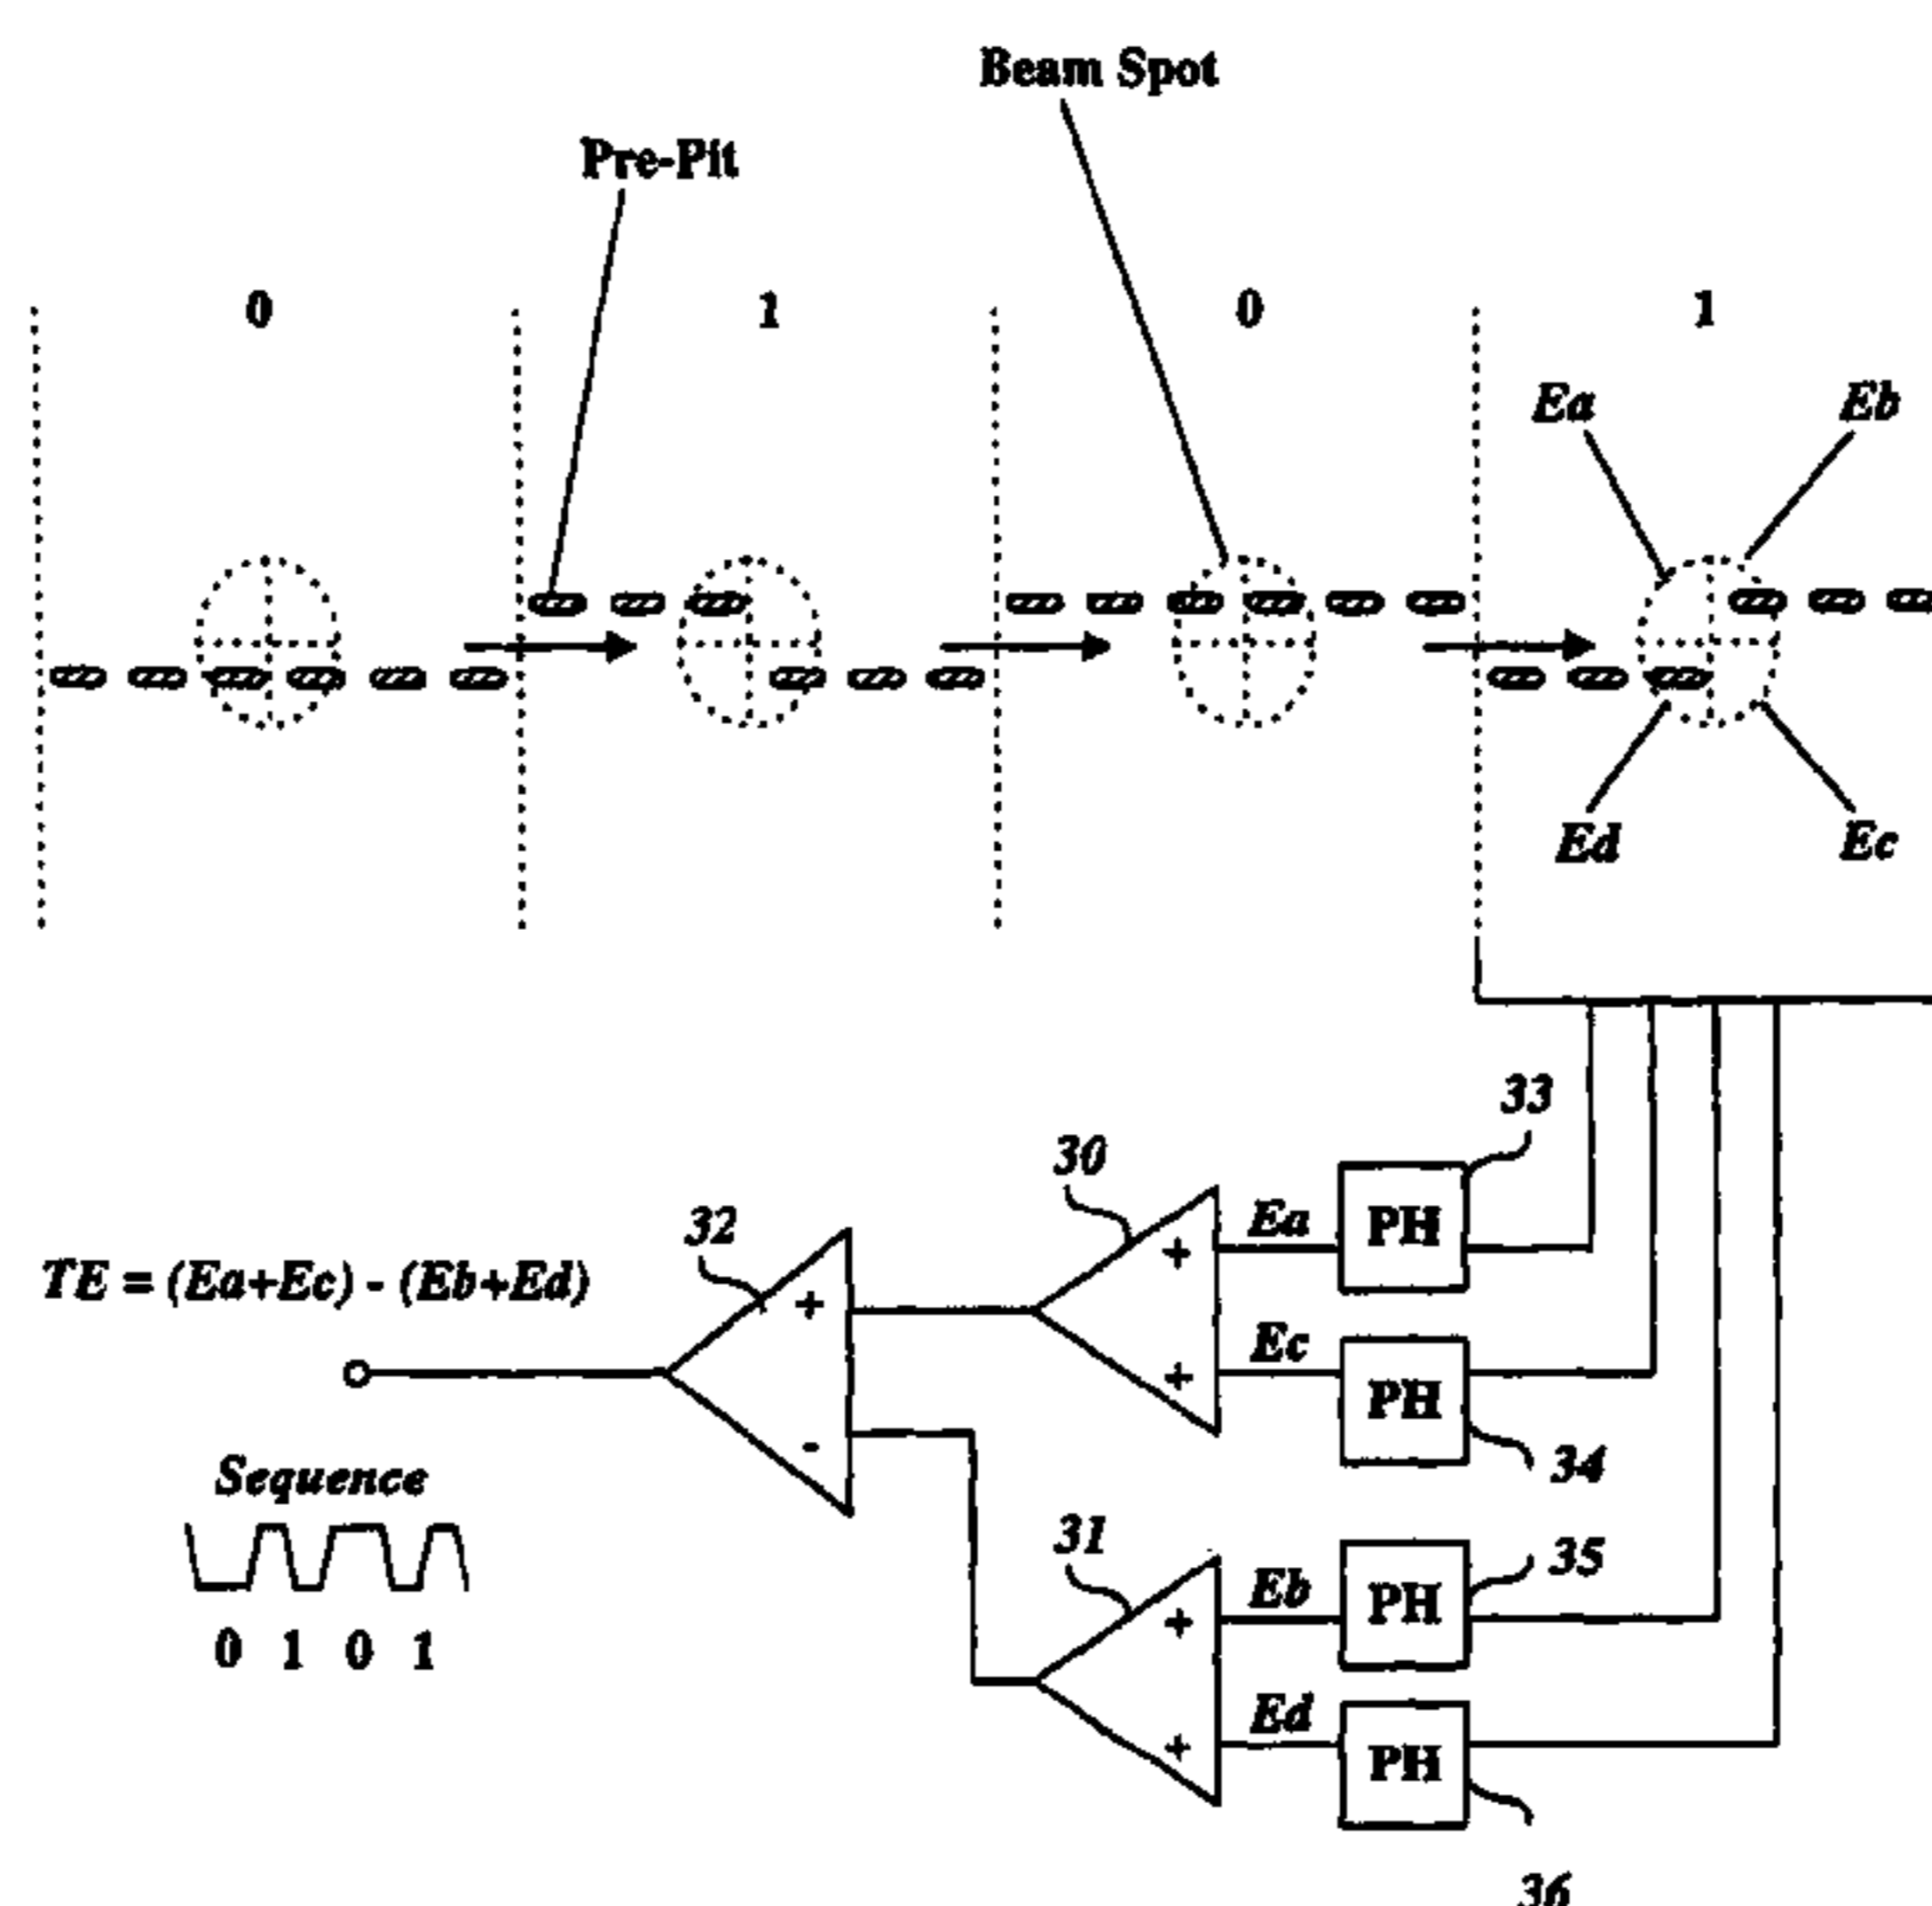 Beam Spot
Pre-Pit
0 1 0 1
Ea Eb
Ed Ec
33
30
Ea PH
32
+
TE = (Ea+Ec) - (Eb+Ed)
+
Ec PH
+
-
34
Sequence
31
35
Eb PH
+
0 1 0 1
Ed PH
+
36